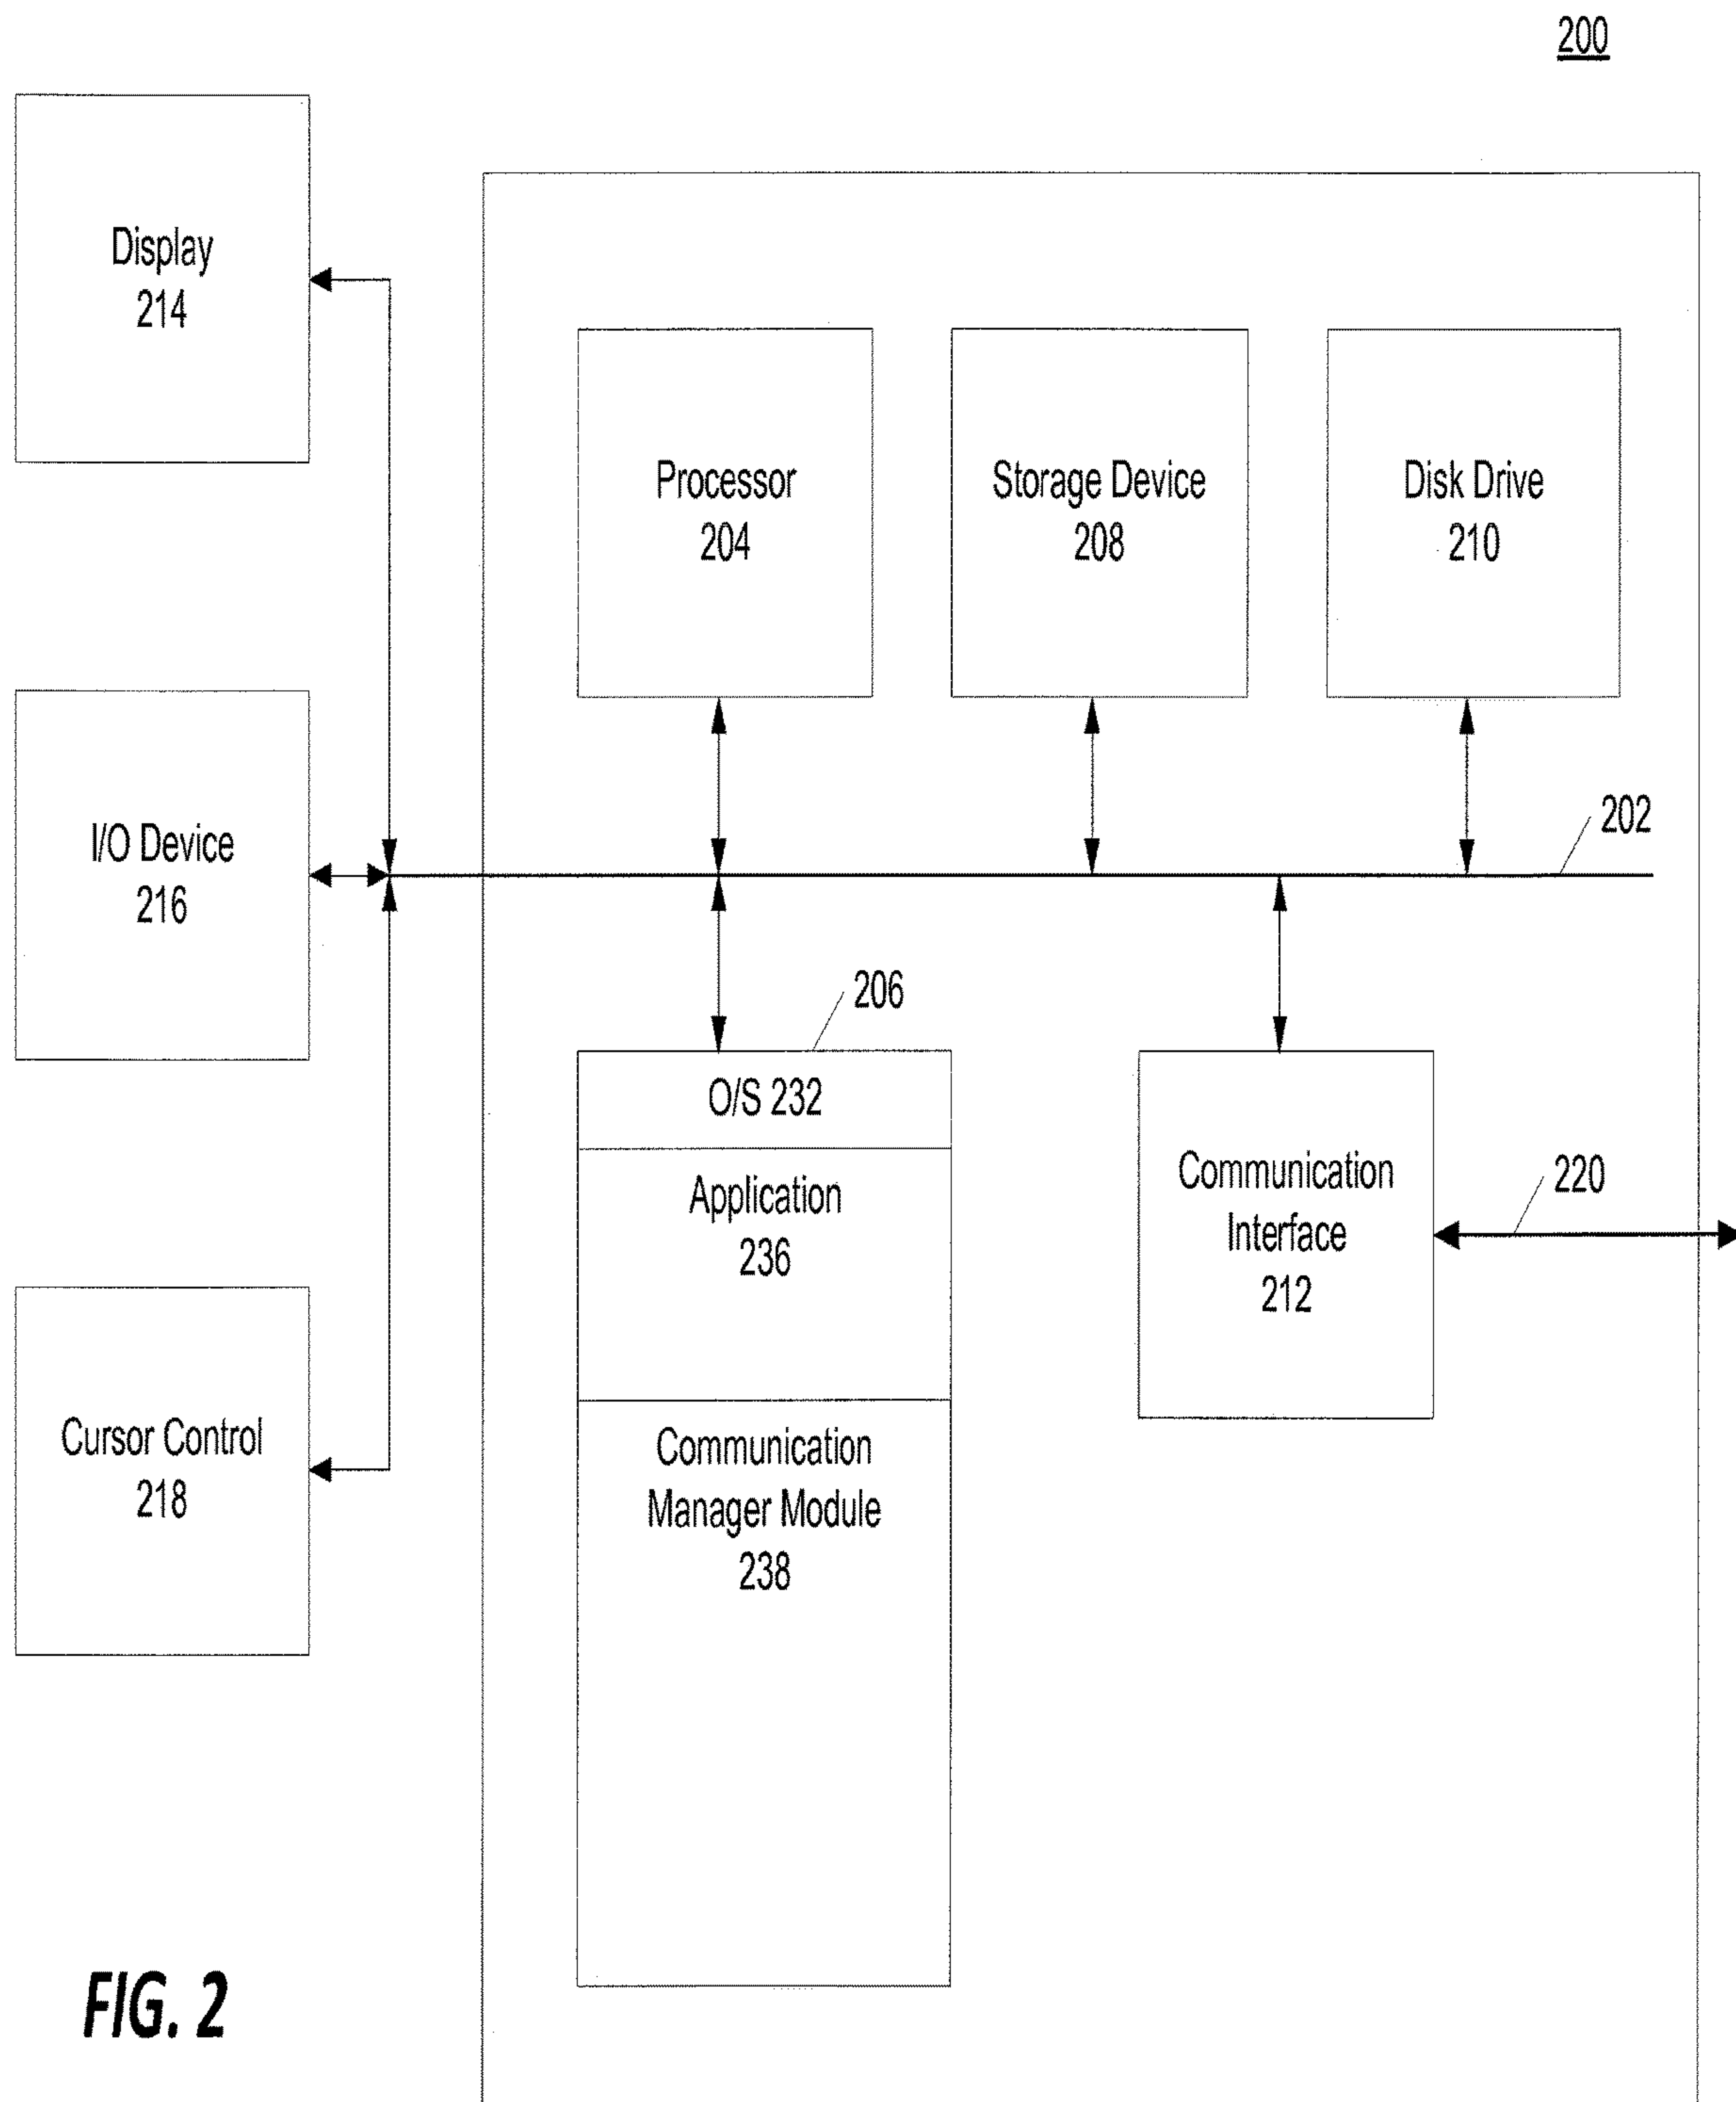 200
Display
214
Processor
204
Storage Device
208
Disk Drive
210
202
I/O Device
216
206
O/S 232
Application
236
Communication
Manager Module
238
Communication
Interface
212
220
Cursor Control
218
FIG. 2